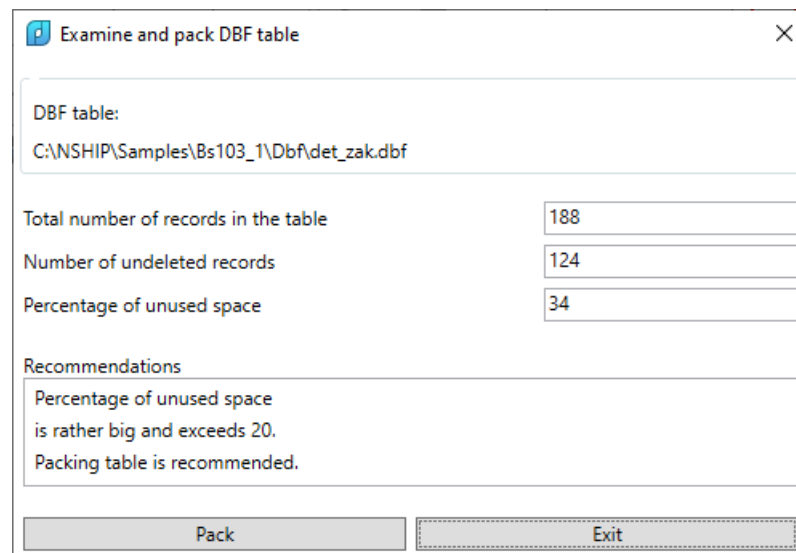 Examine and pack DBF table
DBF table:
C:\NSHIP\Samples\Bs103_1\Dbf\det_zak.dbf
Total number of records in the table
188
Number of undeleted records
124
Percentage of unused space
34
Recommendations
Percentage of unused space
is rather big and exceeds 20.
Packing table is recommended.
Pack
Exit